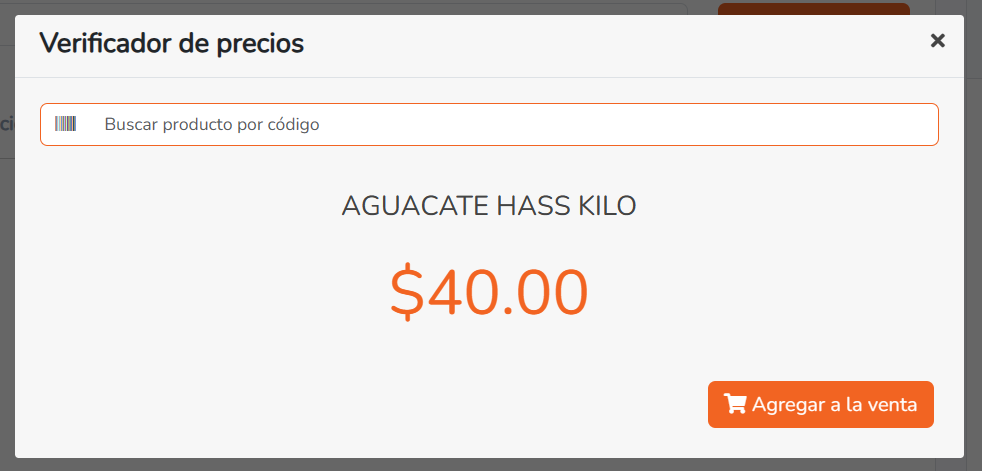 Verificador de precios
Buscar producto por código
AGUACATE HASS KILO
$40.00
Agregar a la venta